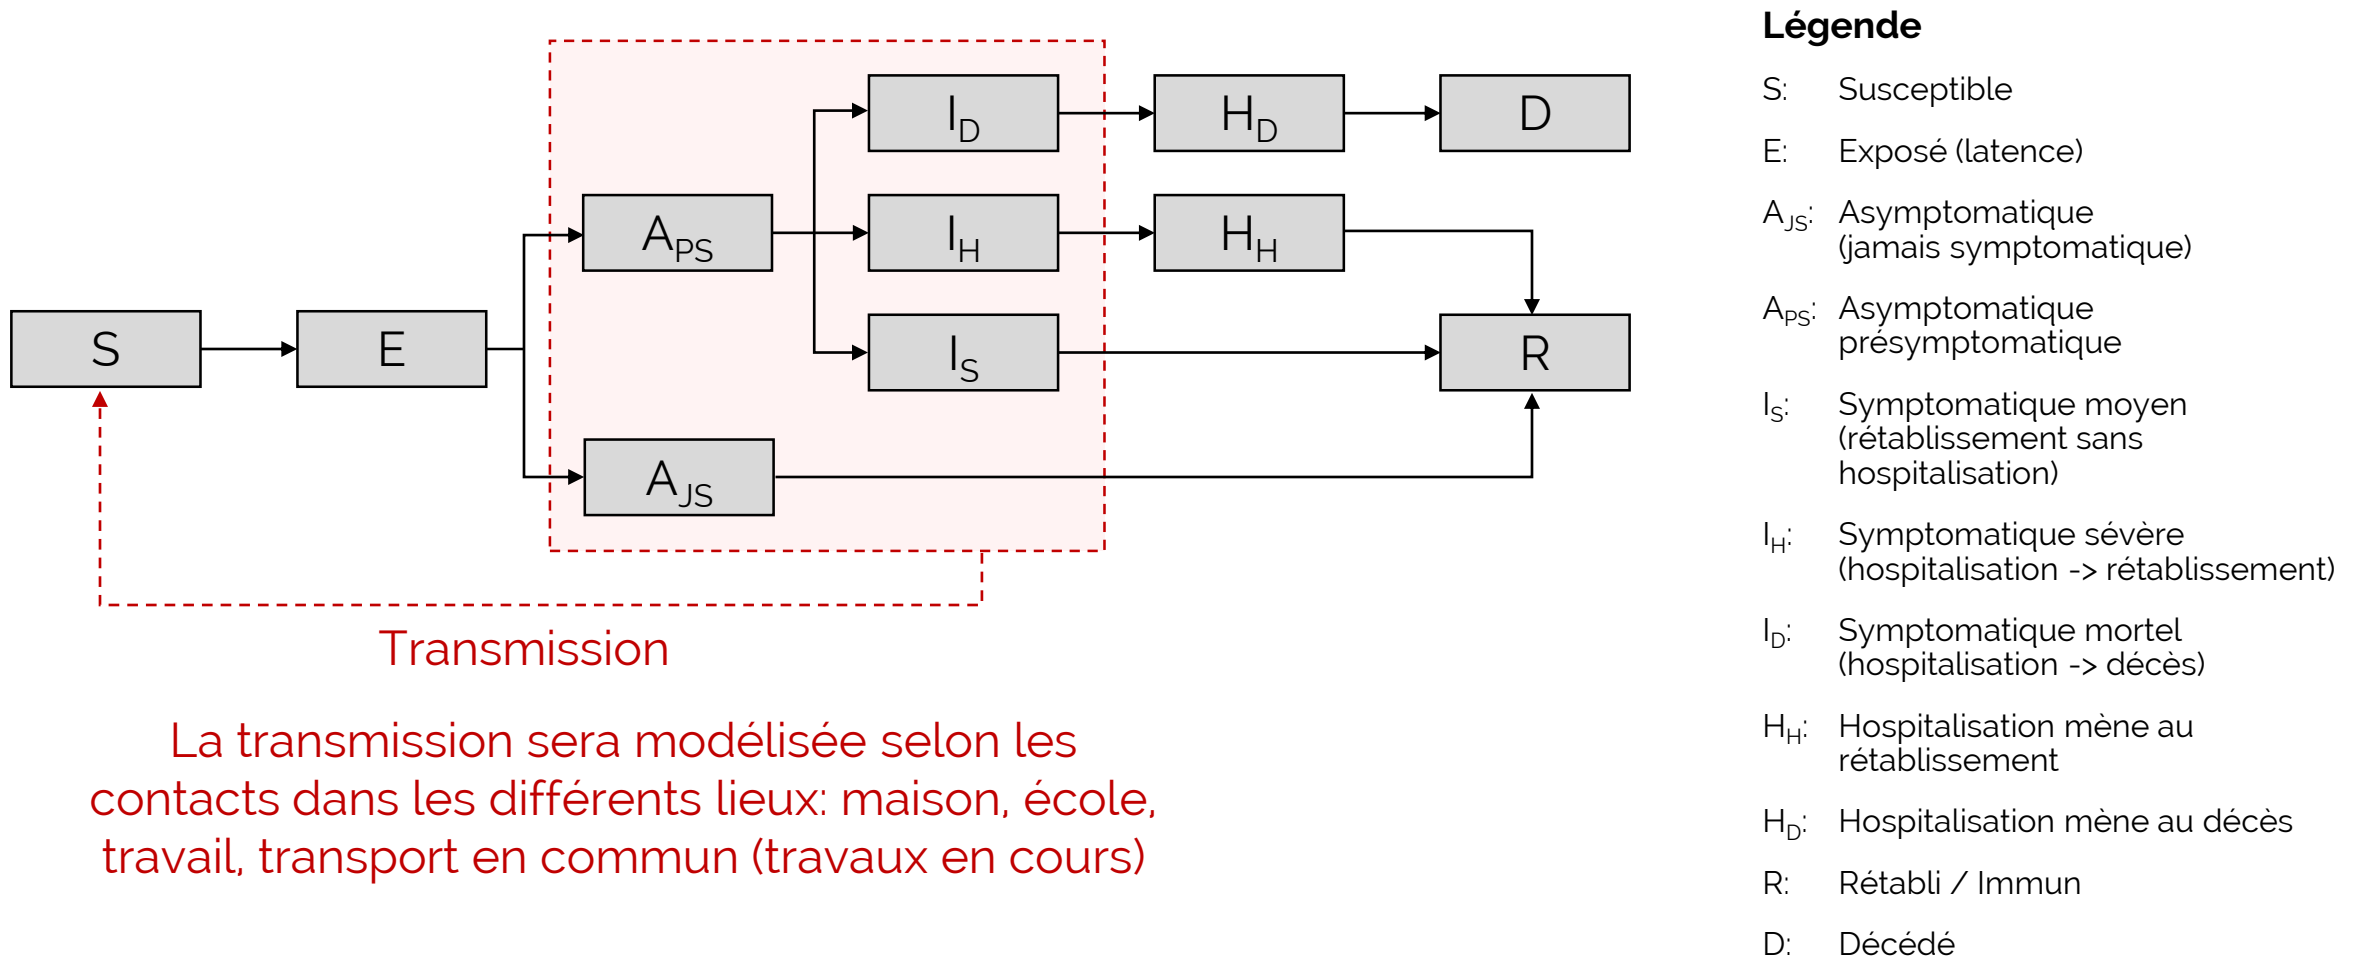 I_D
H_D
D
A_PS
I_H
H_H
S
E
I_S
R
A_JS
Transmission
La transmission sera modélisée selon les
contacts dans les différents lieux: maison, école,
travail, transport en commun (travaux en cours)
Légende
S: Susceptible
E: Exposé (latence)
A_JS: Asymptomatique
(jamais symptomatique)
A_PS: Asymptomatique
présymptomatique
I_S: Symptomatique moyen
(rétablissement sans
hospitalisation)
I_H: Symptomatique sévère
(hospitalisation -> rétablissement)
I_D: Symptomatique mortel
(hospitalisation -> décès)
H_H: Hospitalisation mène au
rétablissement
H_D: Hospitalisation mène au décès
R: Rétabli / Immun
D: Décédé